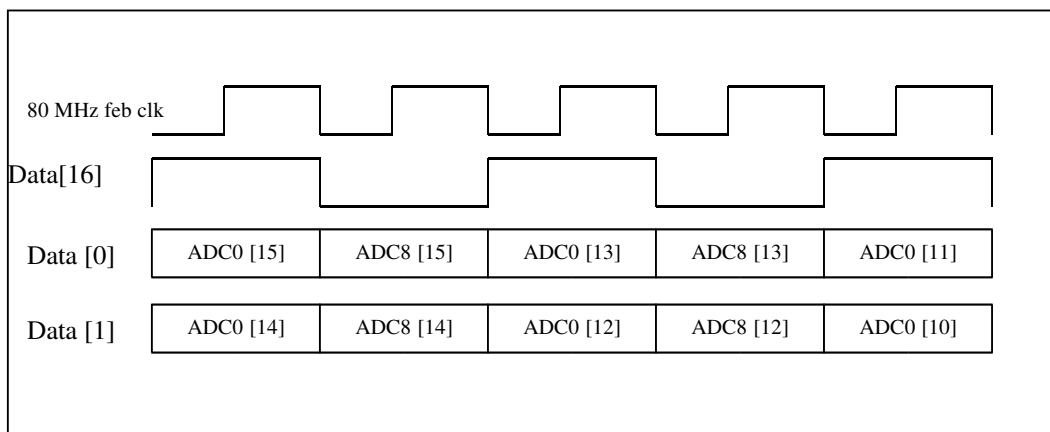 80 MHz feb clk
Data[16]
Data [0] ADC0 [15] ADC8 [15] ADC0 [13] ADC8 [13] ADC0 [11]
Data [1] ADC0 [14] ADC8 [14] ADC0 [12] ADC8 [12] ADC0 [10]